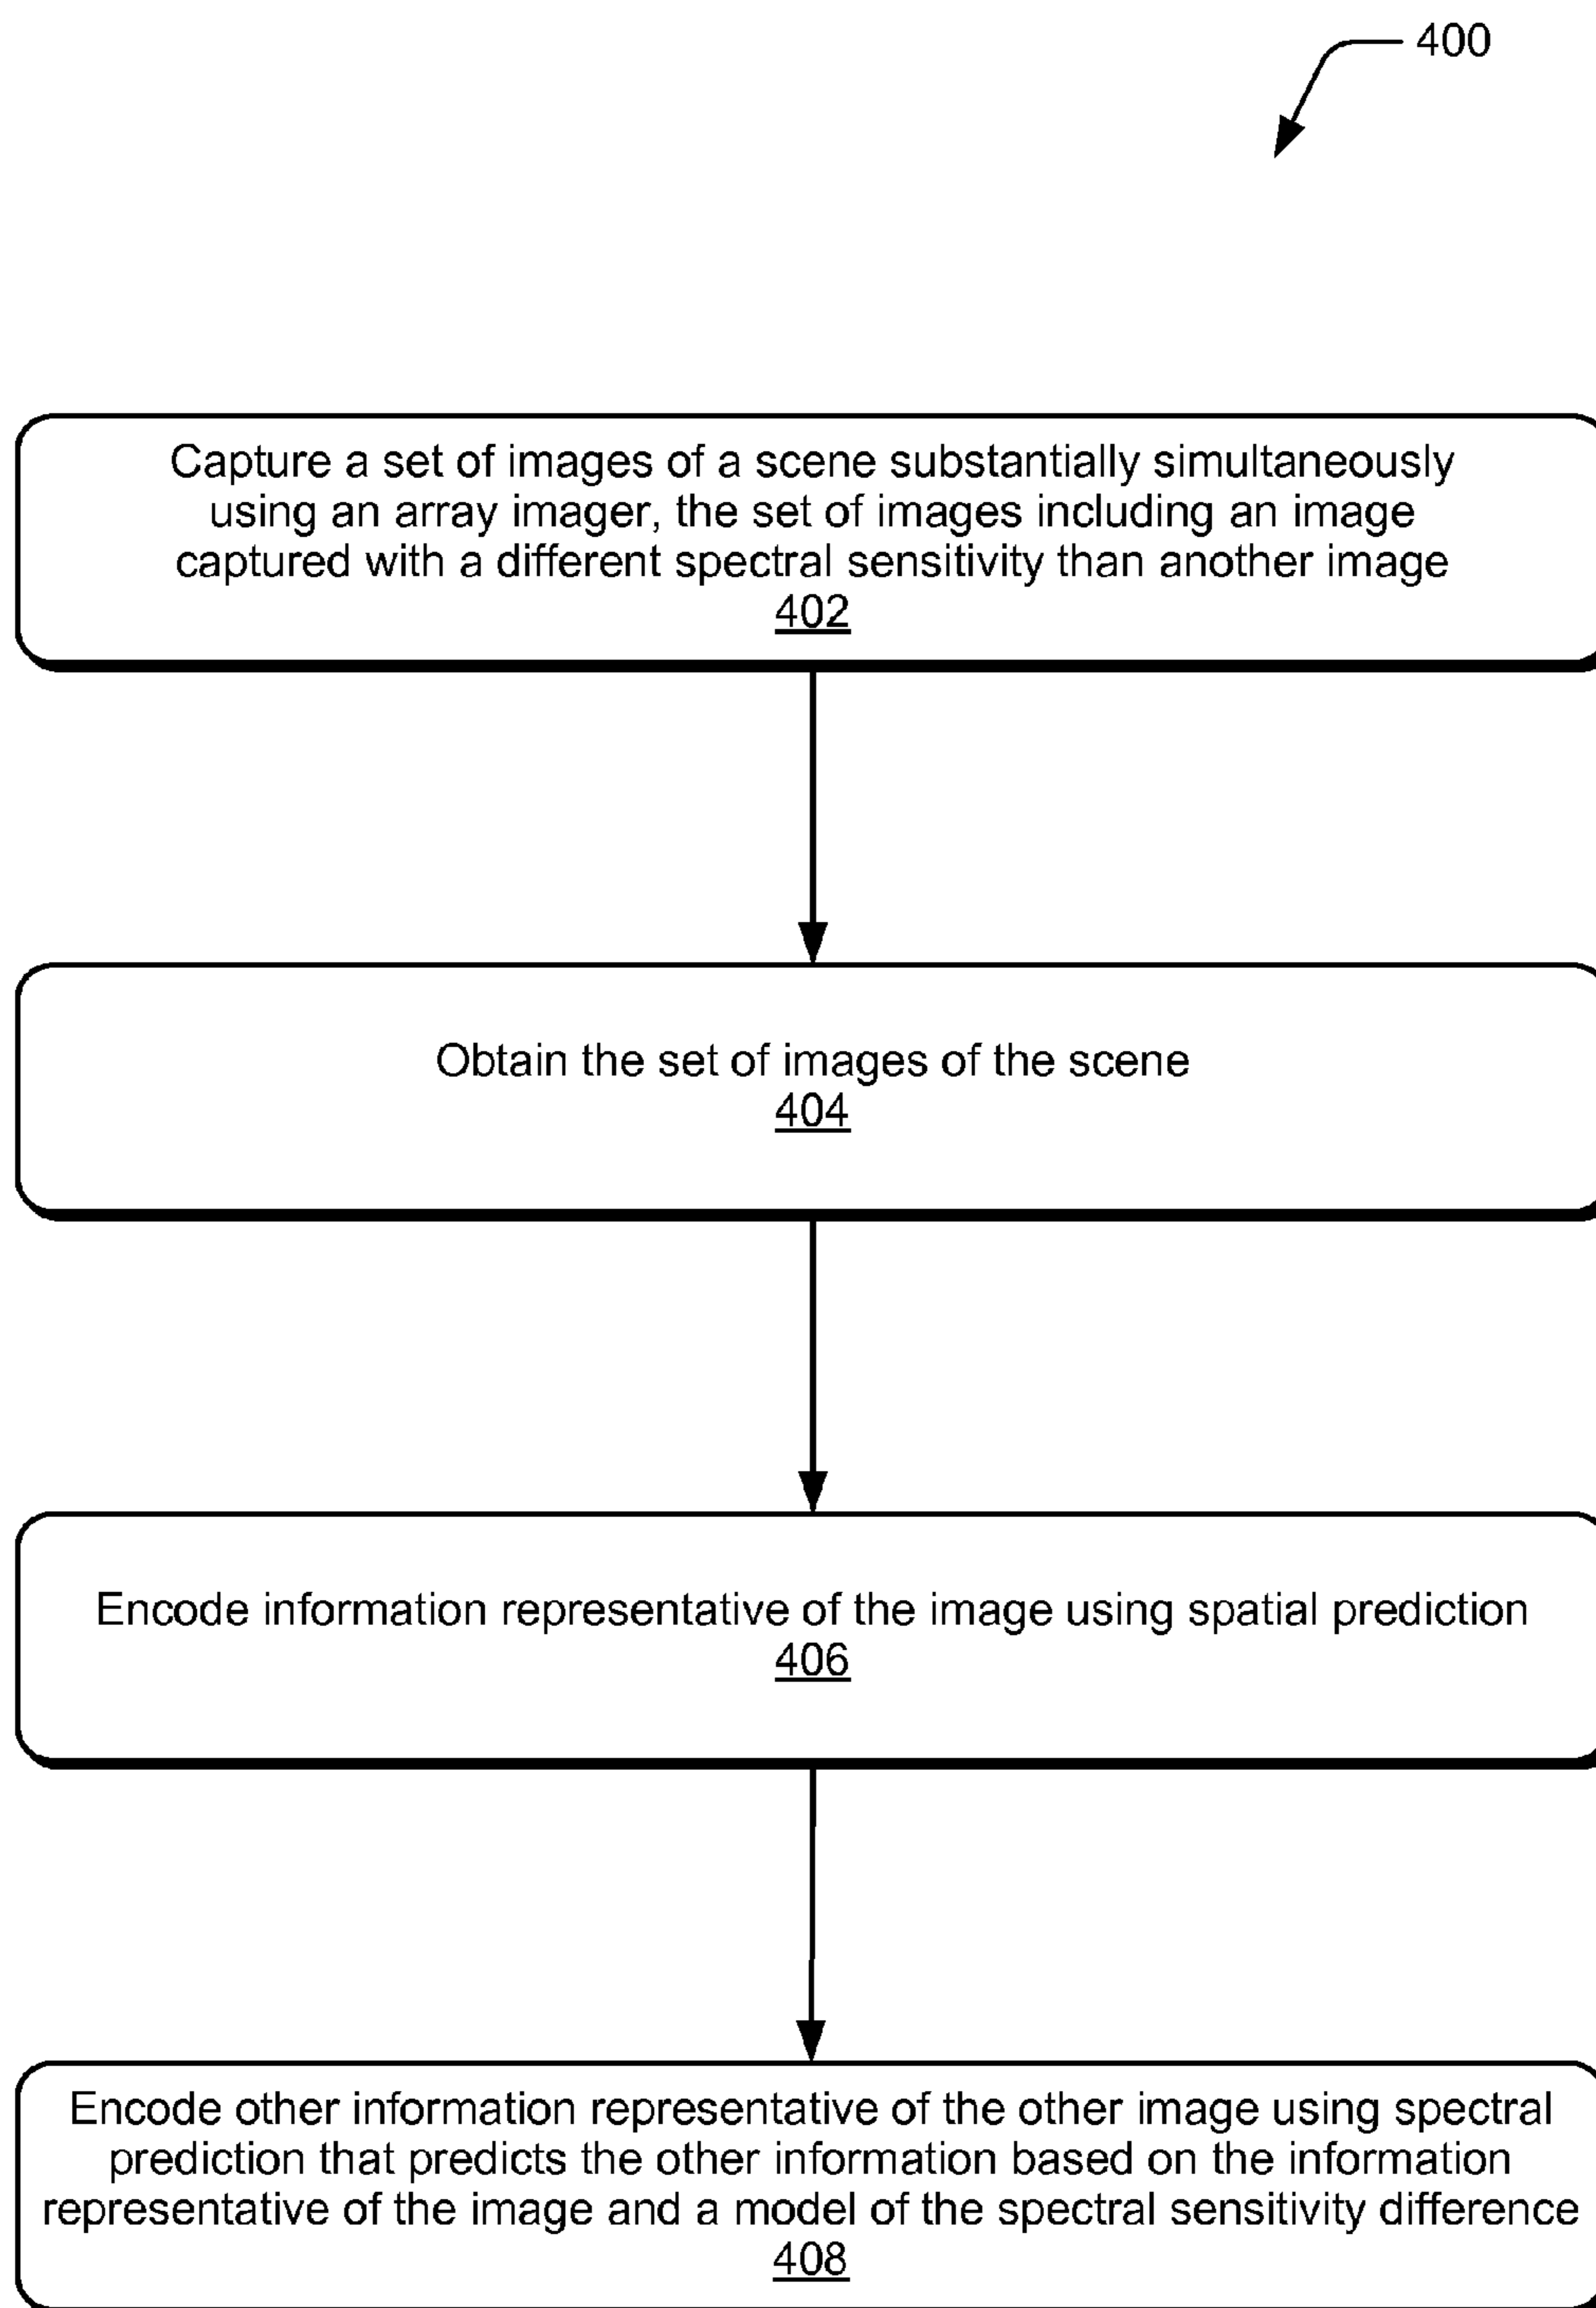 400
Capture a set of images of a scene substantially simultaneously
using an array imager, the set of images including an image
captured with a different spectral sensitivity than another image
402
Obtain the set of images of the scene
404
Encode information representative of the image using spatial prediction
406
Encode other information representative of the other image using spectral
prediction that predicts the other information based on the information
representative of the image and a model of the spectral sensitivity difference
408